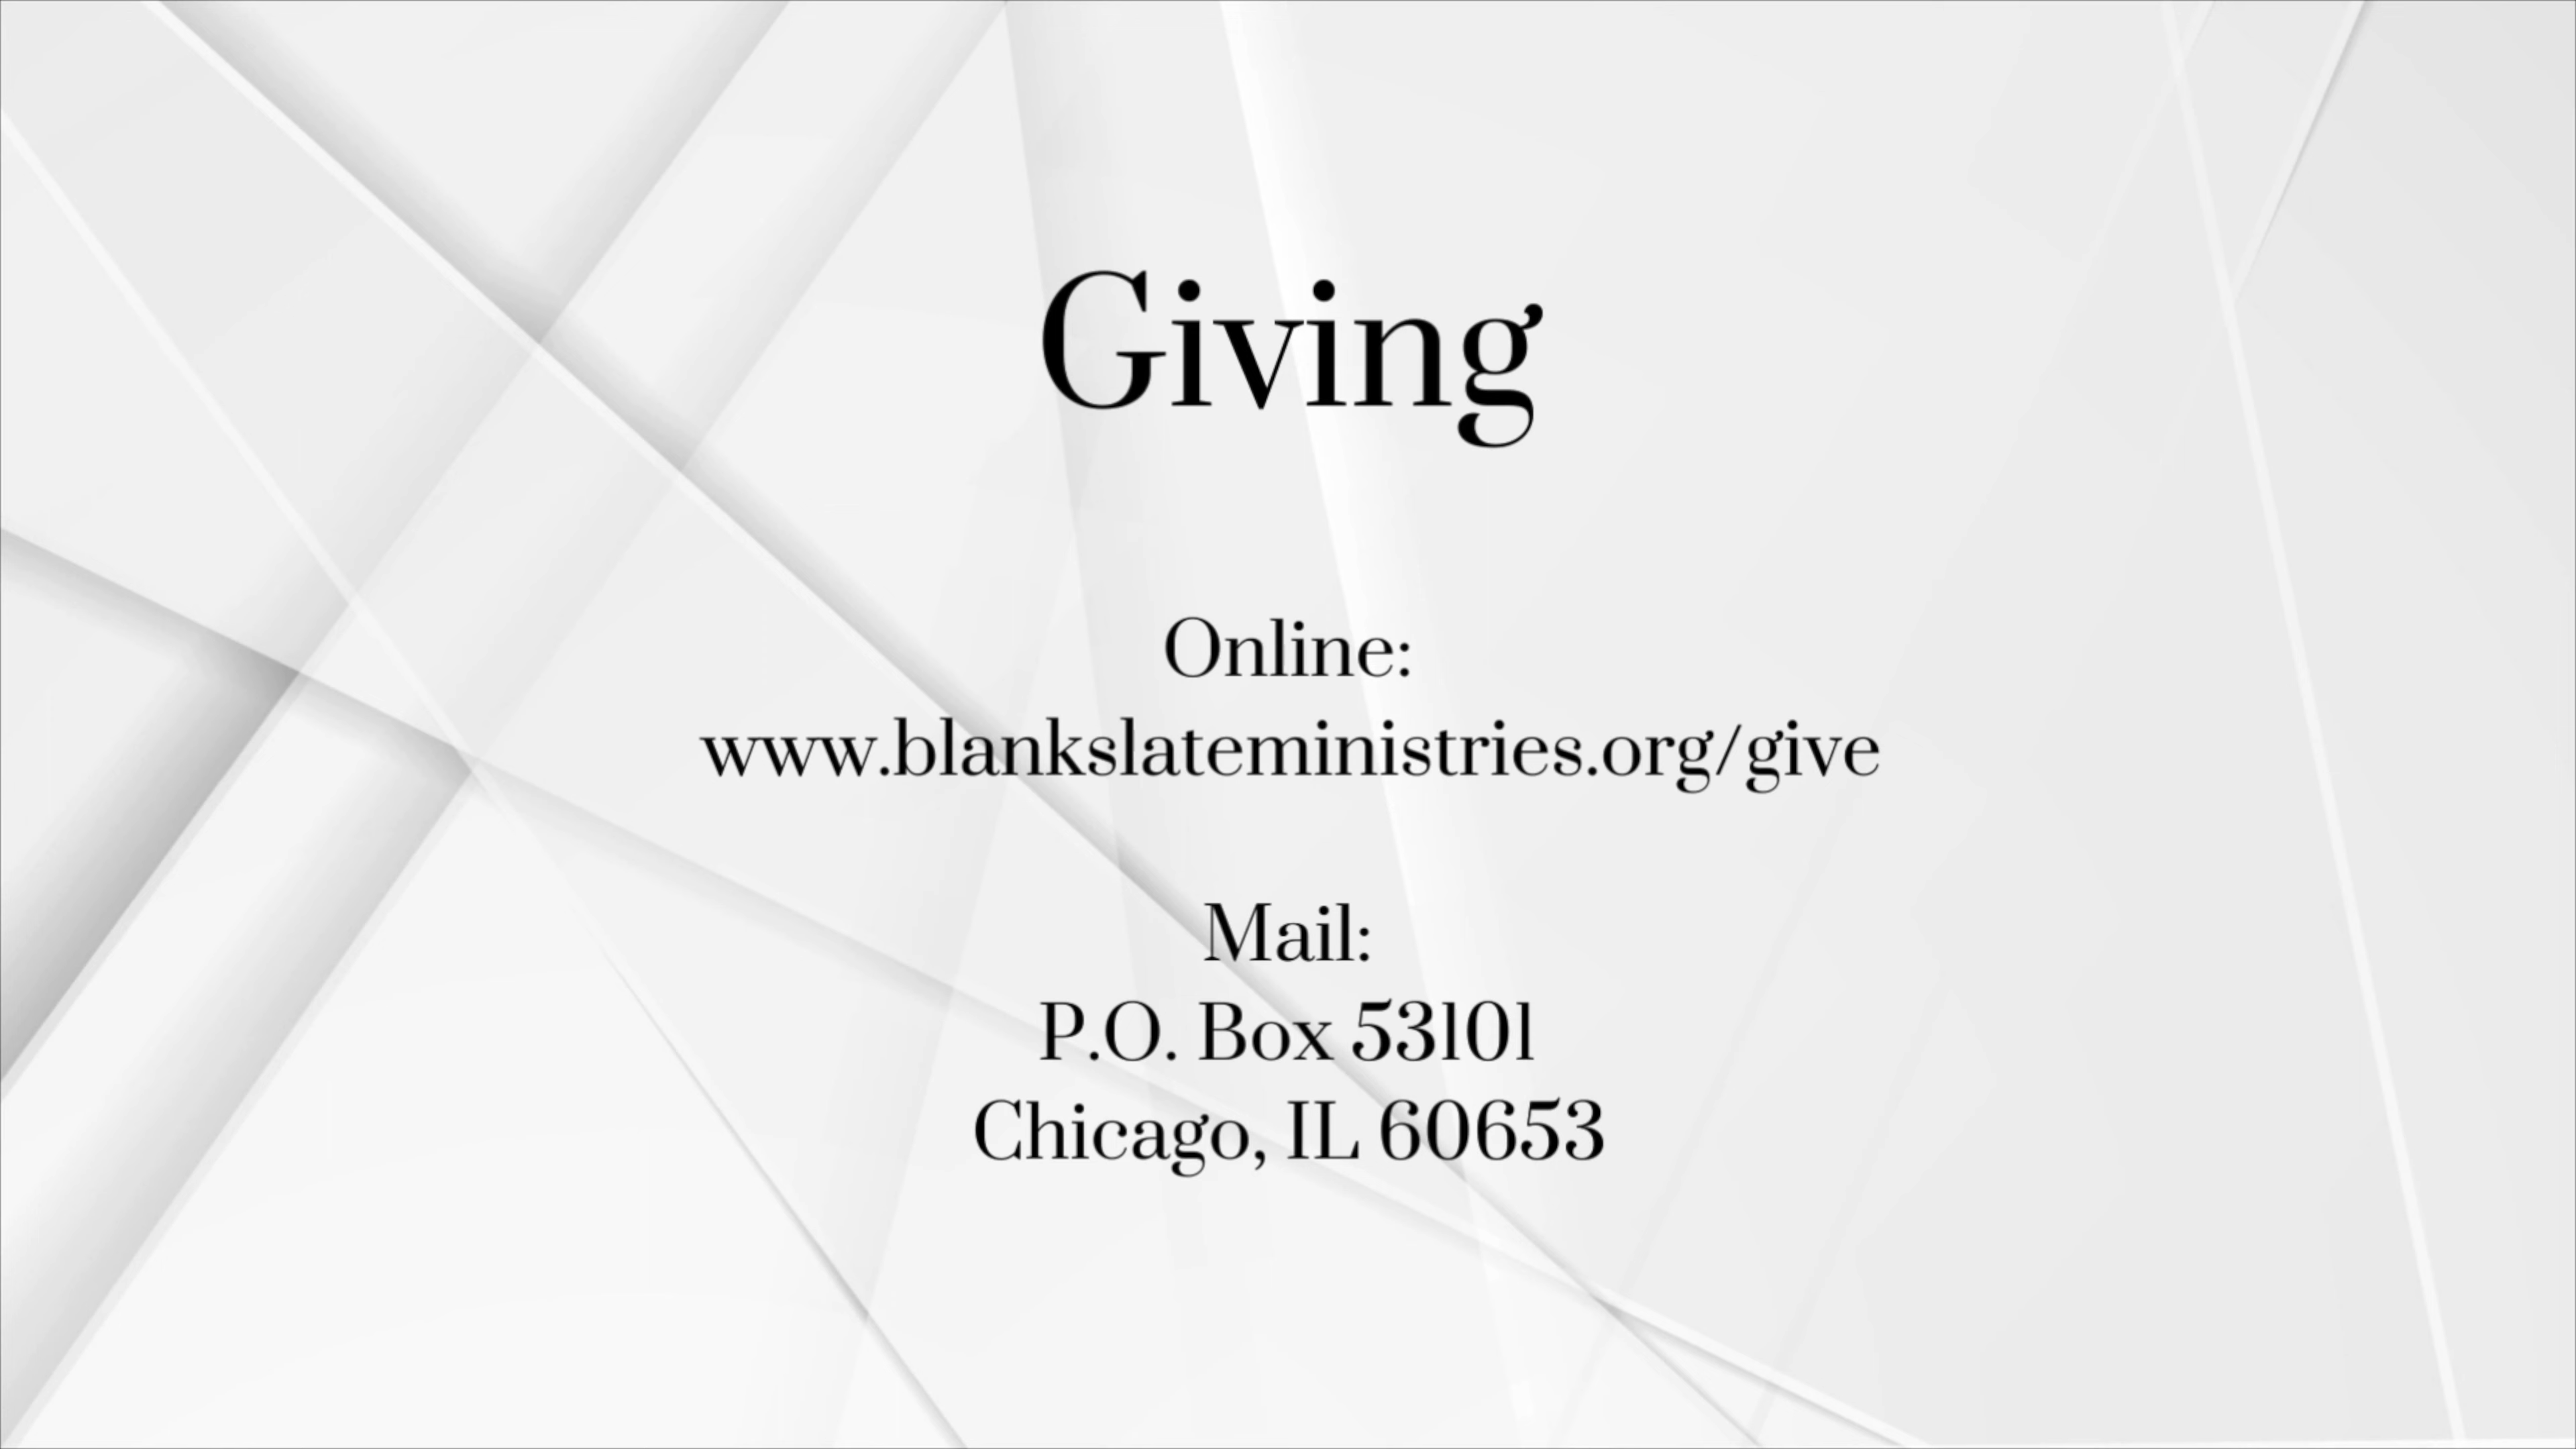 Giving
Online:
www.blankslateministries.org/give
Mail:
P.O. Box 53101
Chicago, IL 60653